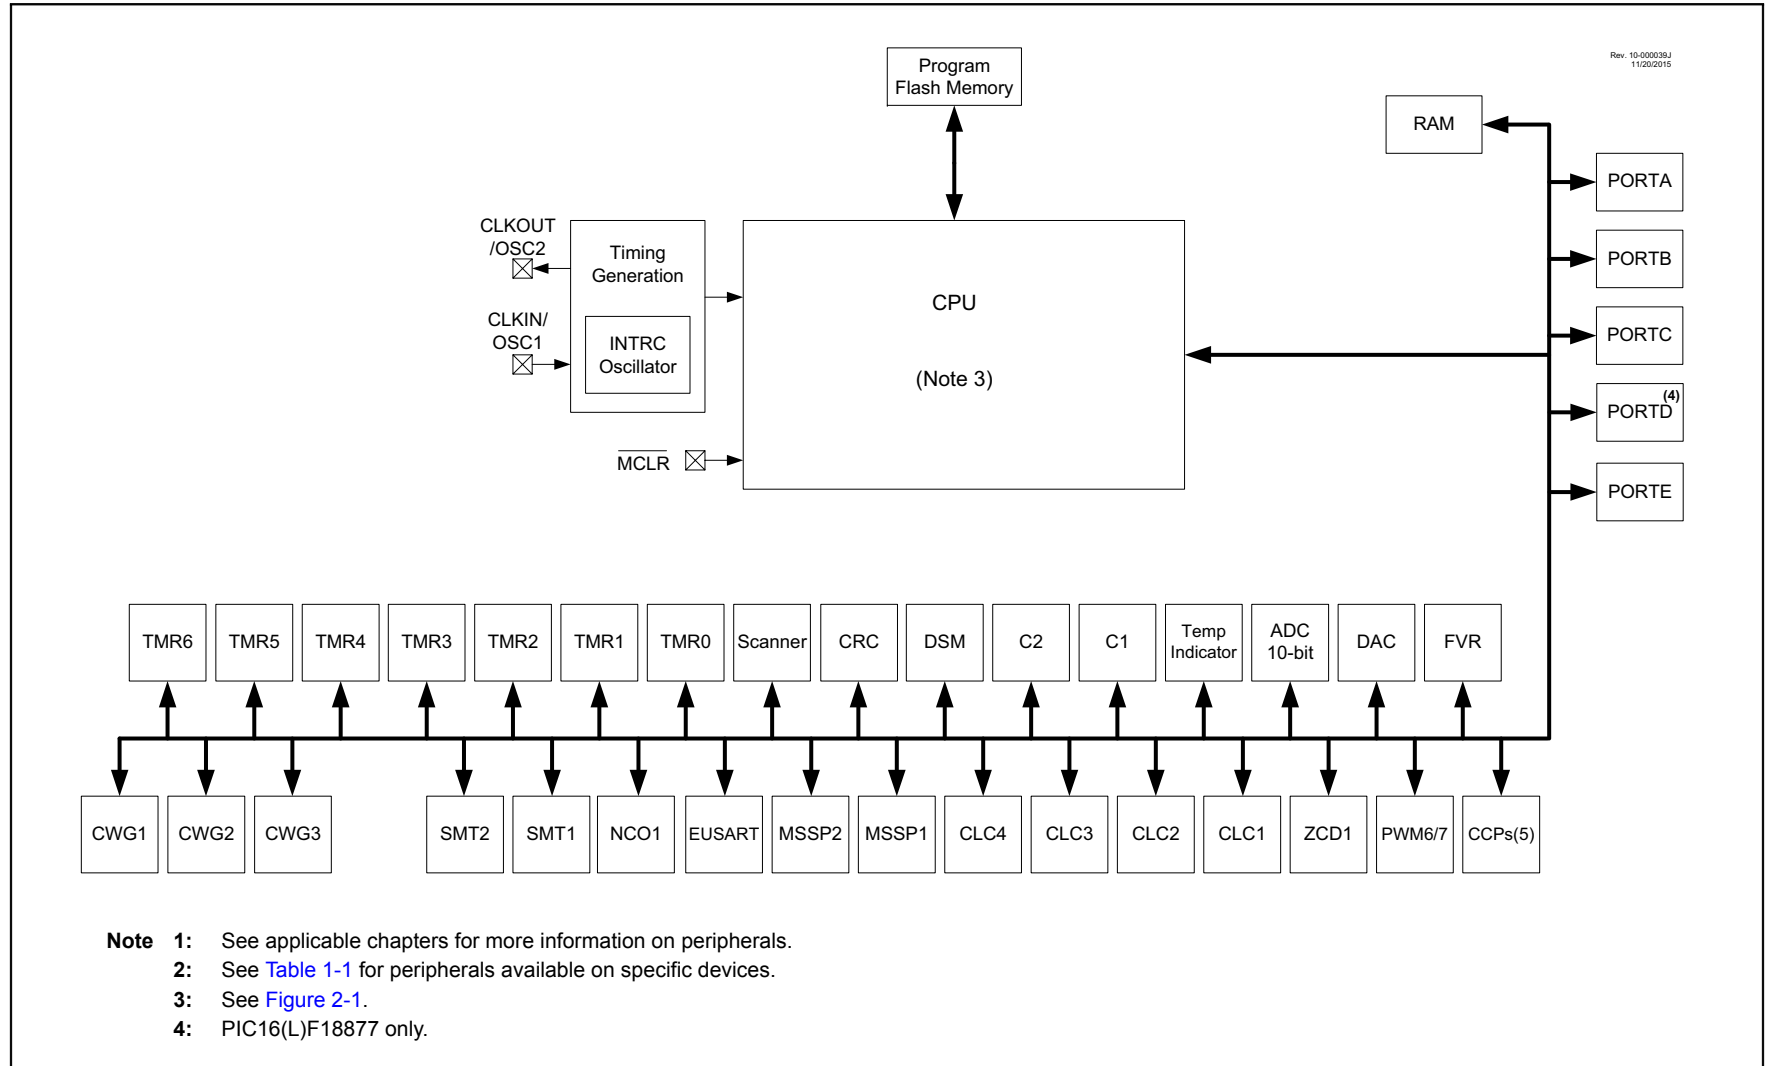 Rev. 10-000039J
11/20/2015
Program
Flash Memory
RAM
PORTA
CLKOUT
/OSC2
Timing
Generation
PORTB
CPU
CLKIN/
OSC1
INTRC
Oscillator
PORTC
(Note 3)
PORTD(4)
MCLR
PORTE
TMR6 TMR5 TMR4 TMR3 TMR2 TMR1 TMR0 Scanner CRC DSM C2 C1
Temp
Indicator
ADC
10-bit
DAC FVR
CWG1 CWG2 CWG3 SMT2 SMT1 NCO1 EUSART MSSP2 MSSP1 CLC4 CLC3 CLC2 CLC1 ZCD1 PWM6/7 CCPs(5)
Note 1: See applicable chapters for more information on peripherals.
2: See Table 1-1 for peripherals available on specific devices.
3: See Figure 2-1.
4: PIC16(L)F18877 only.